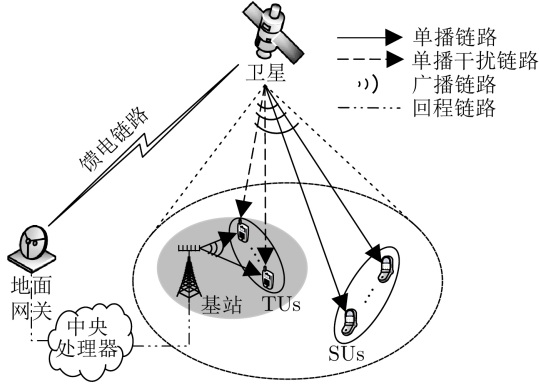 卫星
单播链路
单播干扰链路
广播链路
回程链路
馈电链路
地面
网关
基站
TUs
中央
处理器
SUs